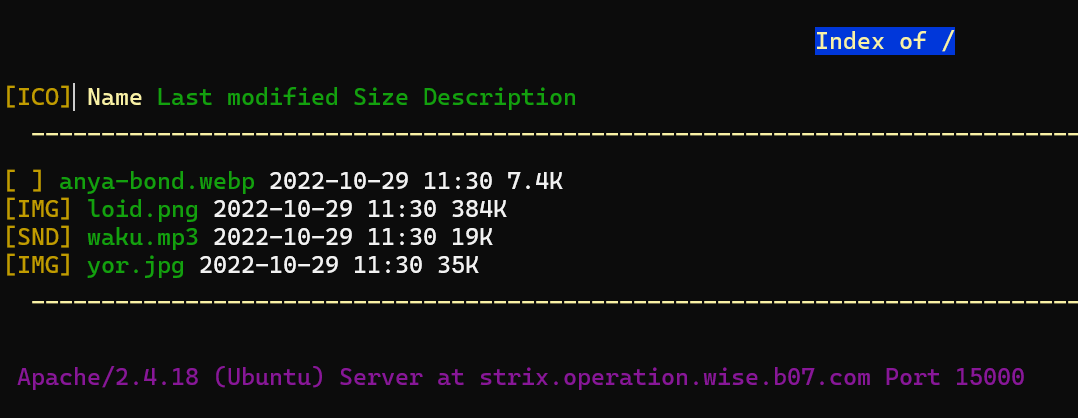 Index of /
[ICO] Name Last modified Size Description
[ ] anya-bond.webp 2022-10-29 11:30 7.4K
[IMG] loid.png 2022-10-29 11:30 384K
[SND] waku.mp3 2022-10-29 11:30 19K
[IMG] yor.jpg 2022-10-29 11:30 35K
Apache/2.4.18 (Ubuntu) Server at strix.operation.wise.b07.com Port 15000